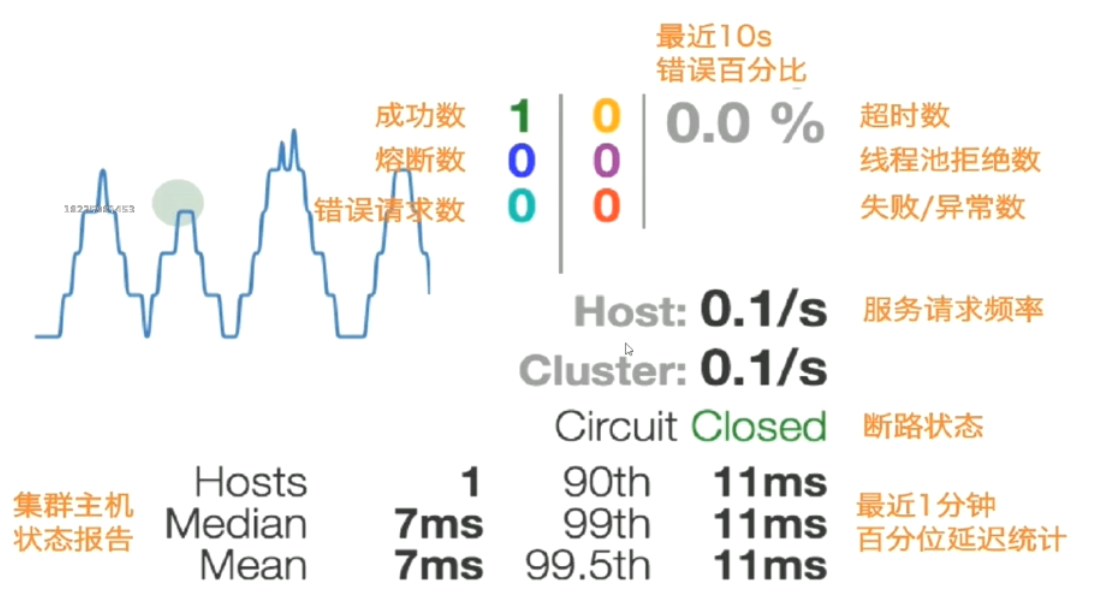 最近10s
错误百分比
成功数 1 0 0.0 % 超时数
熔断数 0 0 线程池拒绝数
错误请求数 0 0 失败/异常数
Host: 0.1/s 服务请求频率
Cluster: 0.1/s
Circuit Closed 断路状态
集群主机
状态报告
Hosts 1 90th 11ms
Median 7ms 99th 11ms
Mean 7ms 99.5th 11ms
最近1分钟
百分位延迟统计